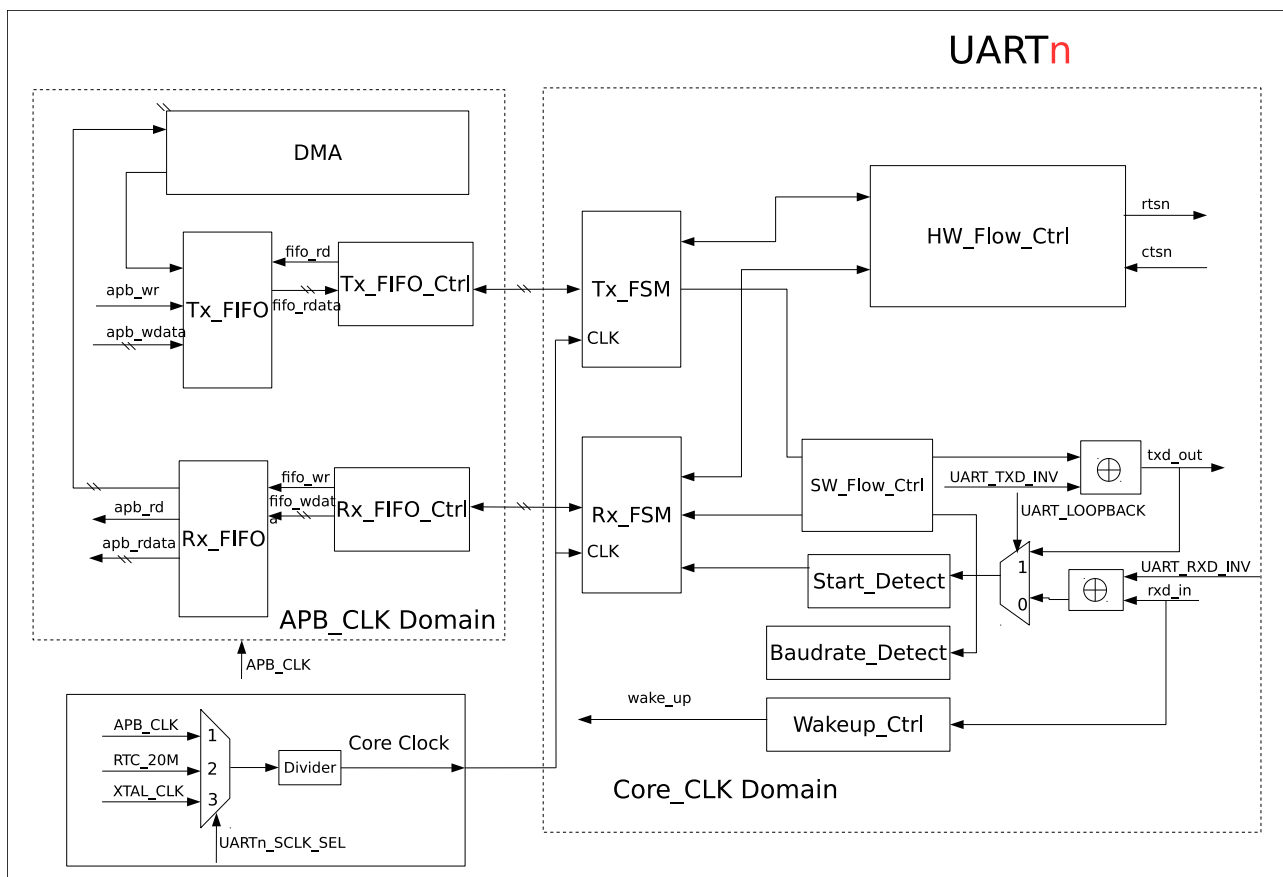 UARTn
DMA
HW_Flow_Ctrl
rtsn
ctsn
fifo_rd
Tx_FIFO_Ctrl
fifo_rdata
apb_wr
Tx_FIFO
apb_wdata
Tx_FSM
CLK
fifo_wr
fifo_wdat
a
Rx_FIFO_Ctrl
apb_rd
apb_rdata
Rx_FIFO
Rx_FSM
CLK
SW_Flow_Ctrl
UART_TXD_INV
txd_out
UART_LOOPBACK
1
0
UART_RXD_INV
rxd_in
Start_Detect
Baudrate_Detect
APB_CLK Domain
APB_CLK
wake_up
Wakeup_Ctrl
APB_CLK
1
RTC_20M
2
XTAL_CLK
3
Divider
Core Clock
UARTn_SCLK_SEL
Core_CLK Domain